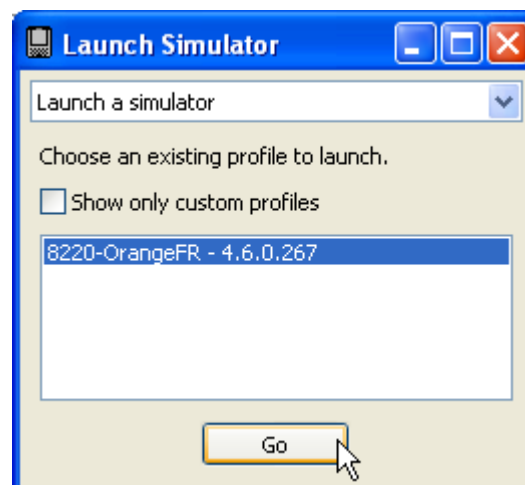 Launch Simulator
Launch a simulator
Choose an existing profile to launch.
Show only custom profiles
8220-OrangeFR - 4.6.0.267
Go